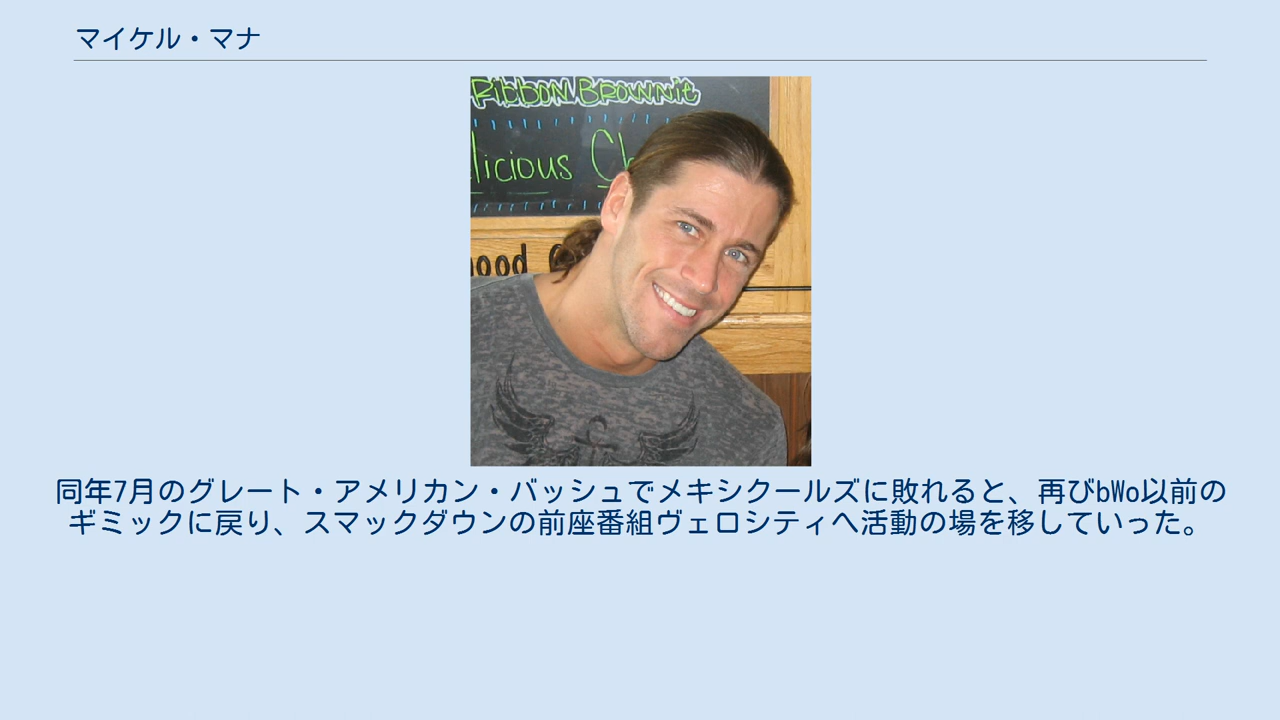 マイケル・マナ
Ribbon Brownie
licious Ch
ood
同年7月のグレート・アメリカン・バッシュでメキシクールズに敗れると、再びbWo以前の
ギミックに戻り、スマックダウンの前座番組ヴェロシティへ活動の場を移していった。